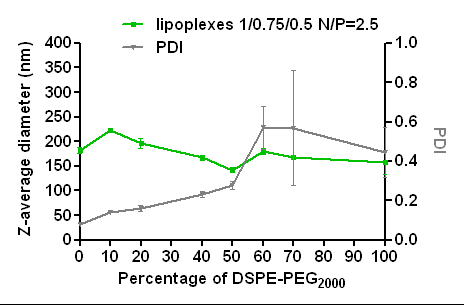 lipoplexes 1/0.75/0.5 N/P=2.5
PDI
400
350
300
250
200
150
100
50
0
Z-average diameter (nm)
1.0
0.8
0.6
0.4
0.2
0.0
PDI
0 10 20 30 40 50 60 70 80 90 100
Percentage of DSPE-PEG2000